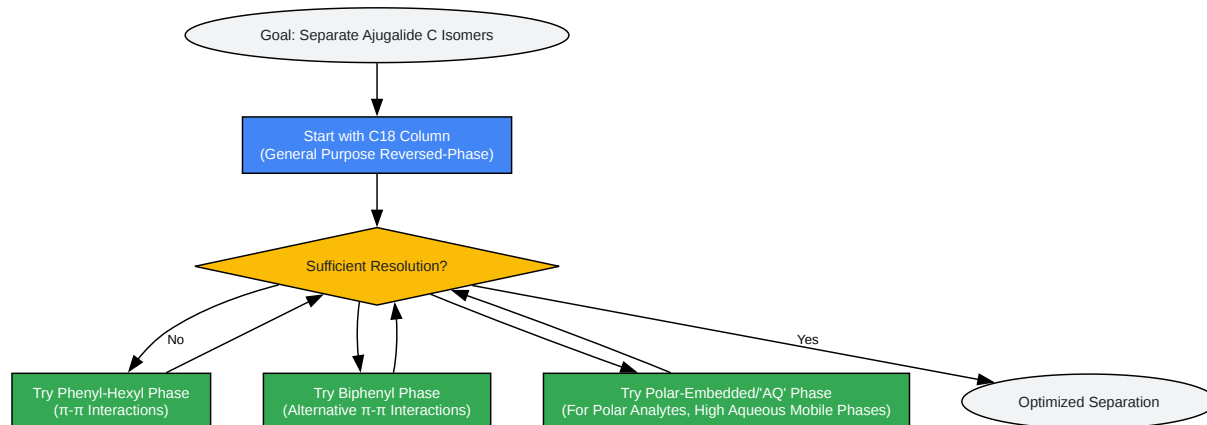 Goal: Separate Ajugalide C Isomers
Start with C18 Column
(General Purpose Reversed-Phase)
Sufficient Resolution?
No
Yes
Try Phenyl-Hexyl Phase
(π-π Interactions)
Try Biphenyl Phase
(Alternative π-π Interactions)
Try Polar-Embedded/'AQ' Phase
(For Polar Analytes, High Aqueous Mobile Phases)
Optimized Separation